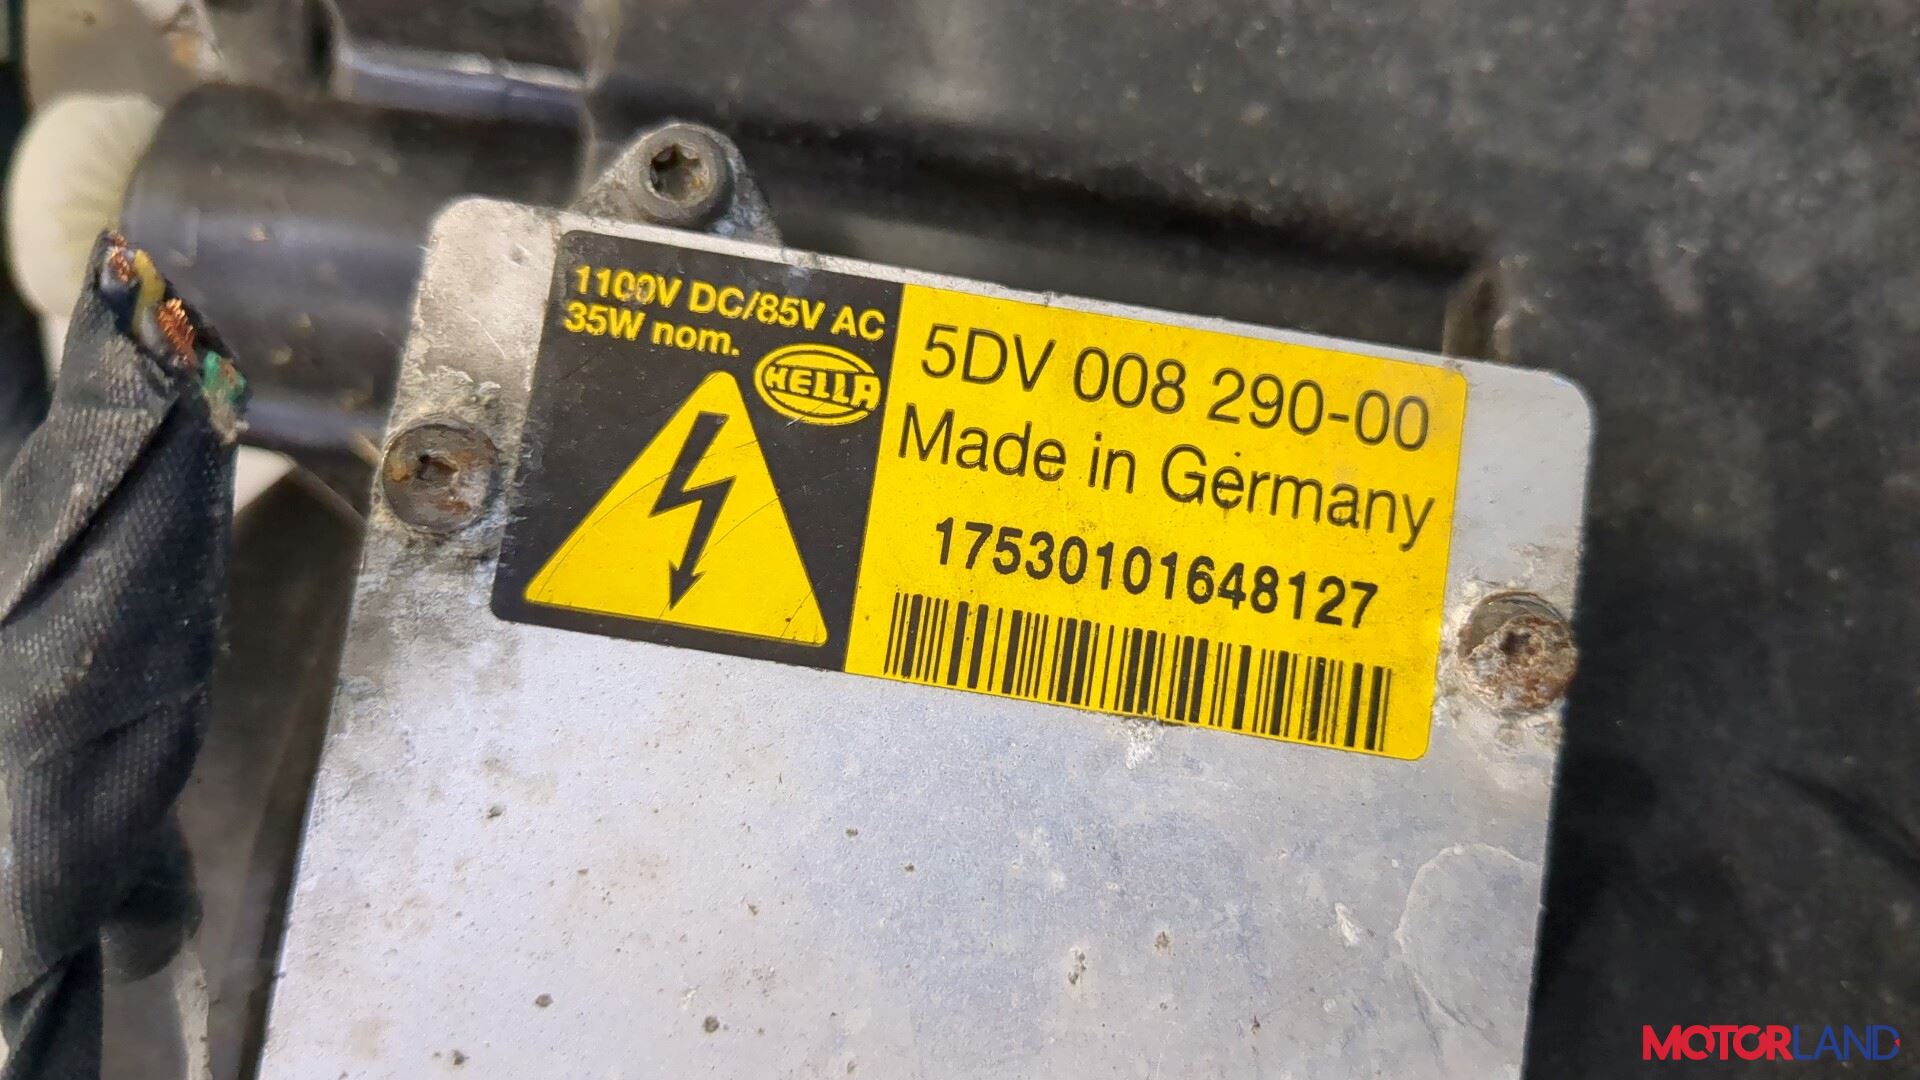 1100V DC/85V AC
35W nom.
HELLA
5DV 008 290-00
Made in Germany
17530101648127
MOTORLAND